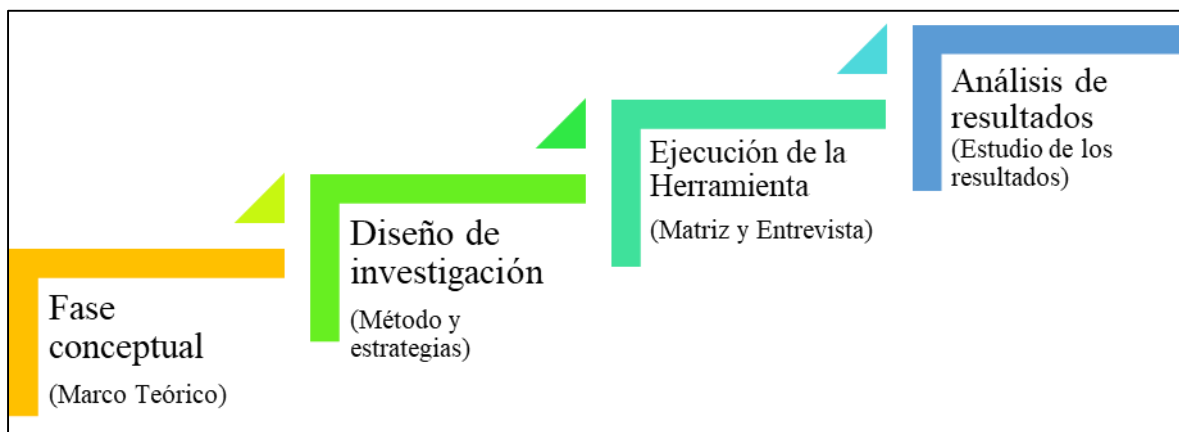 Fase
conceptual
(Marco Teórico)
Diseño de
investigación
(Método y
estrategias)
Ejecución de la
Herramienta
(Matriz y Entrevista)
Análisis de
resultados
(Estudio de los
resultados)